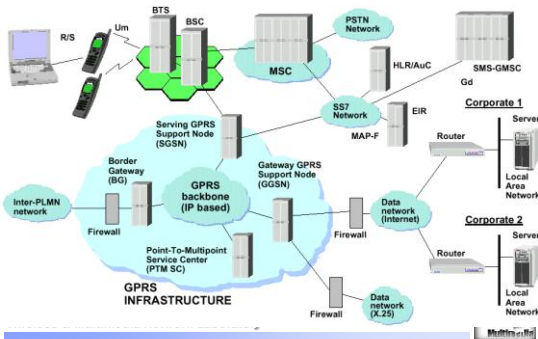 BTS
Um
BSC
R/S
PSTN
Network
MSC
HLR/AuC
SMS-GMSC
Gd
SS7
Network
EIR
MAP-F
Corporate 1
Server
Router
Local
Area
Network
Serving GPRS
Support Node
(SGSN)
Border
Gateway
(BG)
Gateway GPRS
Support Node
(GGSN)
GPRS
backbone
(IP based)
Inter-PLMN
network
Firewall
Data
network
(Internet)
Firewall
Corporate 2
Server
Router
Local
Area
Network
Point-To-Multipoint
Service Center
(PTM SC)
GPRS
INFRASTRUCTURE
Firewall
Data
network
(X.25)